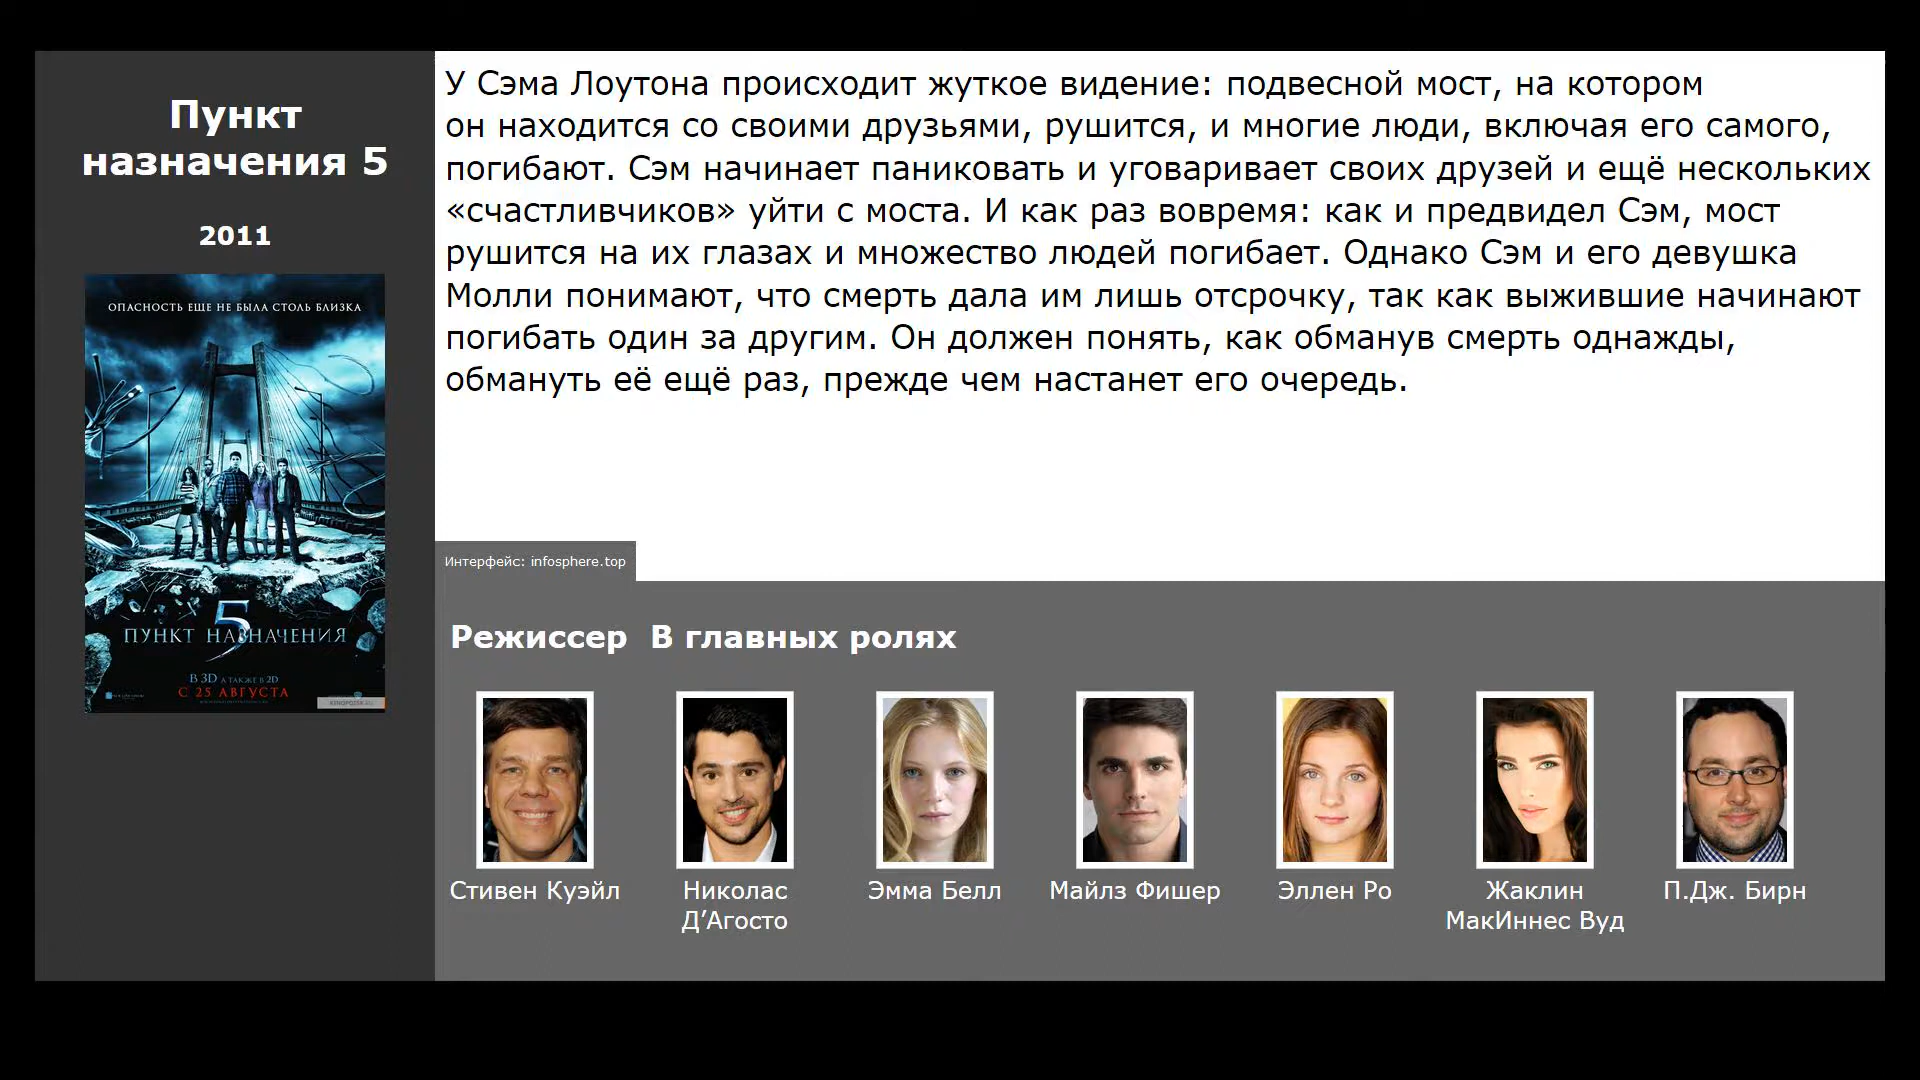 Пункт
назначения 5
2011
ОПАСНОСТЬ ЕЩЕ НЕ БЫЛА СТОЛЬ БЛИЗКА
5
ПУНКТ НАЗНАЧЕНИЯ
В 3D А ТАКЖЕ В 2D
С 25 АВГУСТА
У Сэма Лоутона происходит жуткое видение: подвесной мост, на котором
он находится со своими друзьями, рушится, и многие люди, включая его самого,
погибают. Сэм начинает паниковать и уговаривает своих друзей и ещё нескольких
«счастливчиков» уйти с моста. И как раз вовремя: как и предвидел Сэм, мост
рушится на их глазах и множество людей погибает. Однако Сэм и его девушка
Молли понимают, что смерть дала им лишь отсрочку, так как выжившие начинают
погибать один за другим. Он должен понять, как обманув смерть однажды,
обмануть её ещё раз, прежде чем настанет его очередь.
Интерфейс: infosphere.top
Режиссер В главных ролях
Стивен Куэйл
Николас
Д’Агосто
Эмма Белл
Майлз Фишер
Эллен Ро
Жаклин
МакИннес Вуд
П.Дж. Бирн